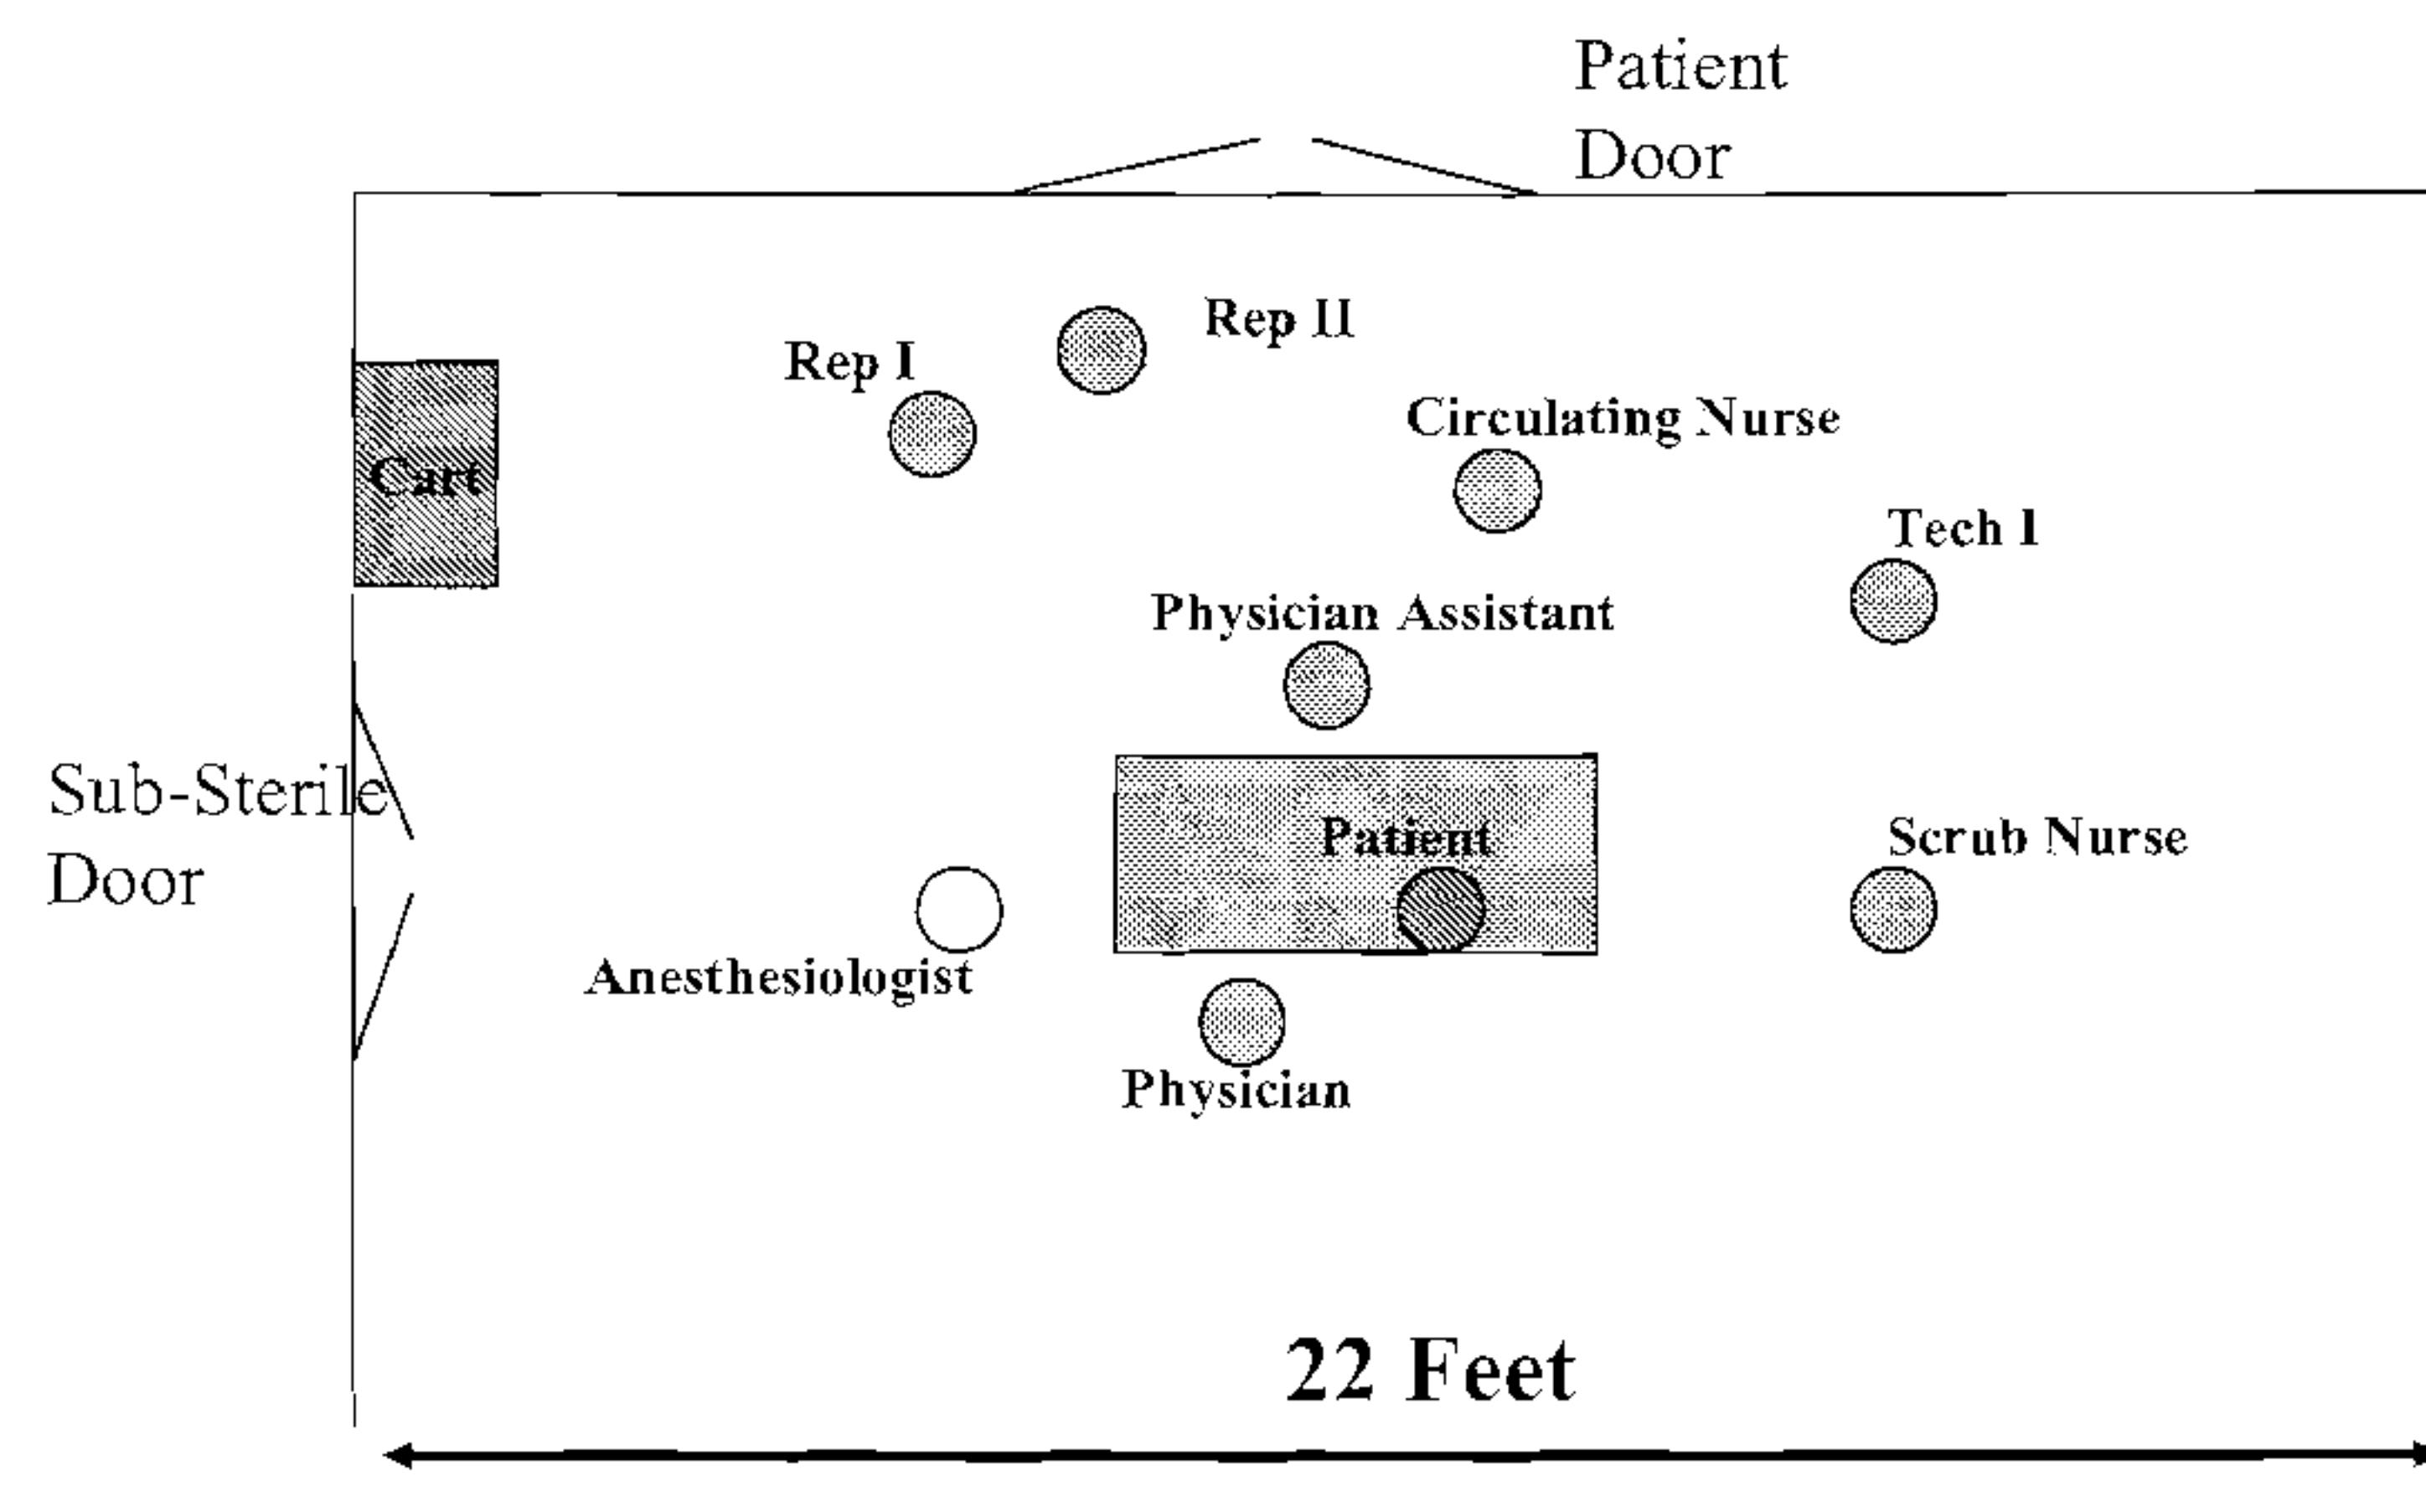 Patient
Door
Rep II
Rep I
Circulating Nurse
Cart
Tech I
Physician Assistant
Sub-Sterile
Door
Patient
Scrub Nurse
Anesthesiologist
Physician
22 Feet